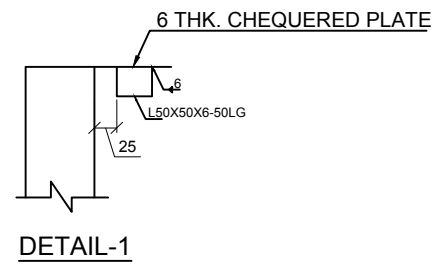 6 THK. CHEQUERED PLATE
6
L50X50X6-50LG
25
DETAIL-1